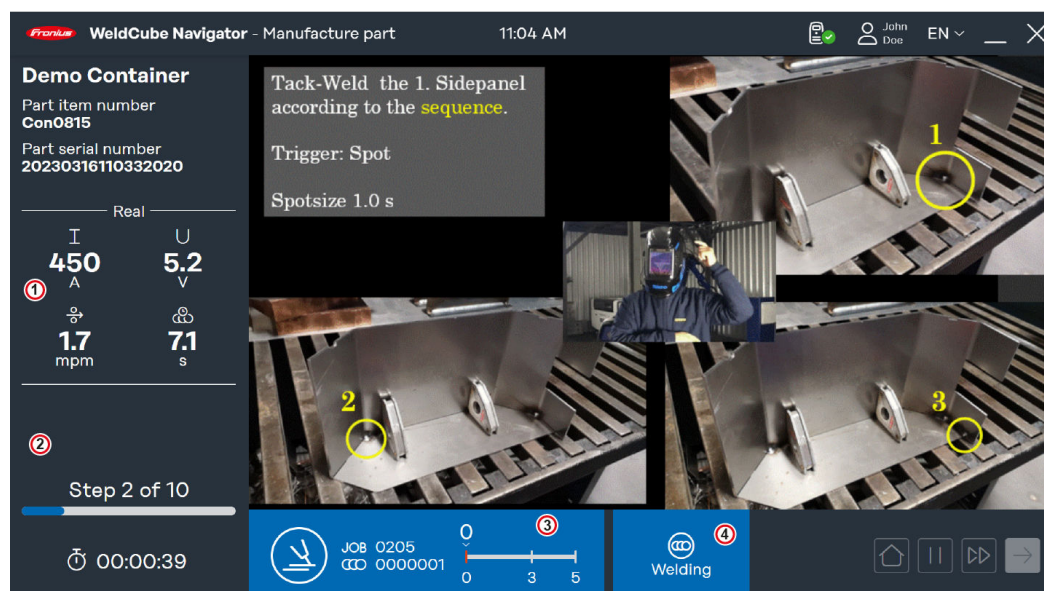 Fronius WeldCube Navigator - Manufacture part 11:04 AM John Doe EN
Demo Container
Part item number
Con0815
Part serial number
20230316110332020
Real
I U
450 5.2
A V
1
1.7 7.1
mpm s
2
Step 2 of 10
00:00:39
Tack-Weld the 1. Sidepanel
according to the sequence.
Trigger: Spot
Spotsize 1.0 s
1
2
3
JOB 0205
0000001
0
3
0 3 5
4
Welding